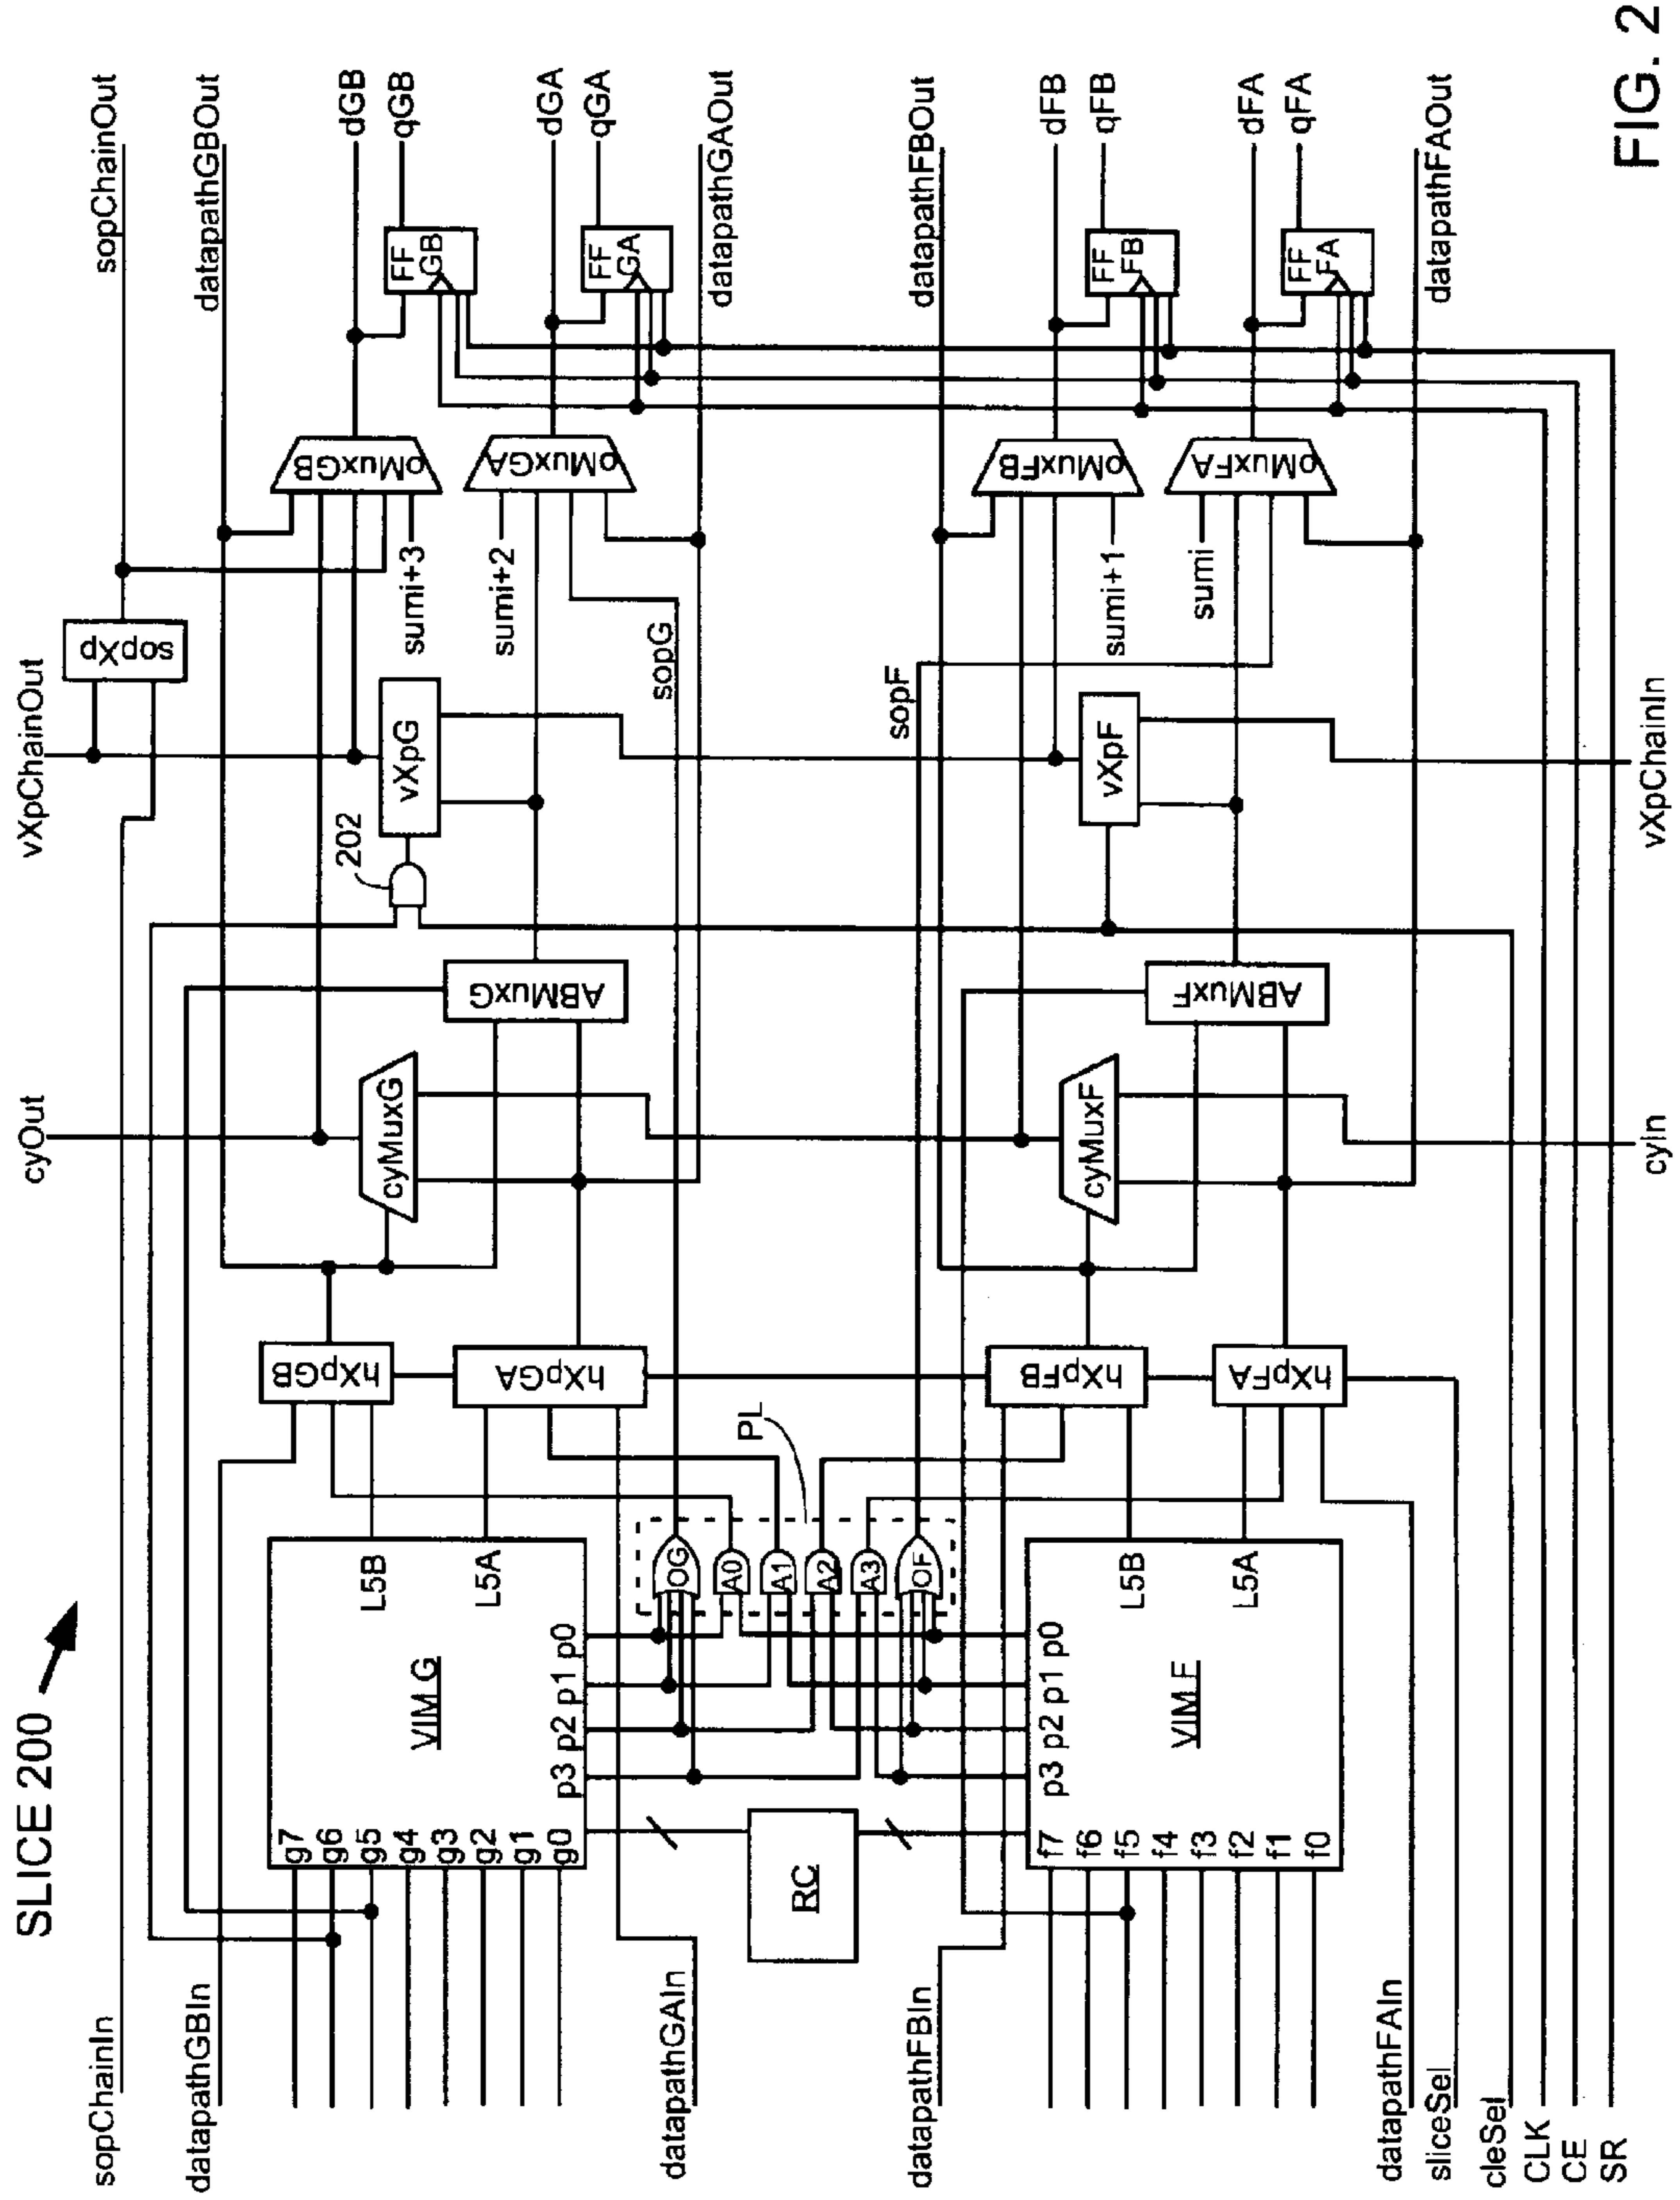 SLICE 200
vXpChainOut
cyOut
sopChainIn
sopXp
sopChainOut
datapathGBIn
datapathGBOut
g7
g6
g5
g4
g3
g2
g1
g0
VIM G
L5B
L5A
p3 p2 p1 p0
hXpGB
hXpGA
cyMuxG
ABMuxG
202
vXpG
sumi+3
sumi+2
oMuxGB
oMuxGA
dGB
qGB
FF
GB
dGA
qGA
FF
GA
sopG
datapathGAIn
datapathGAOut
RC
PL
OG
A0
A1
A2
A3
OF
sopF
datapathFBIn
datapathFBOut
p3 p2 p1 p0
f7
f6
f5
f4
f3
f2
f1
f0
VIM F
L5B
L5A
hXpFB
hXpFA
cyMuxF
ABMuxF
vXpF
sumi+1
sumi
oMuxFB
oMuxFA
dFB
qFB
FF
FB
dFA
qFA
FF
FA
datapathFAIn
datapathFAOut
sliceSel
cleSel
CLK
CE
SR
cyIn
vXpChainIn
FIG. 2